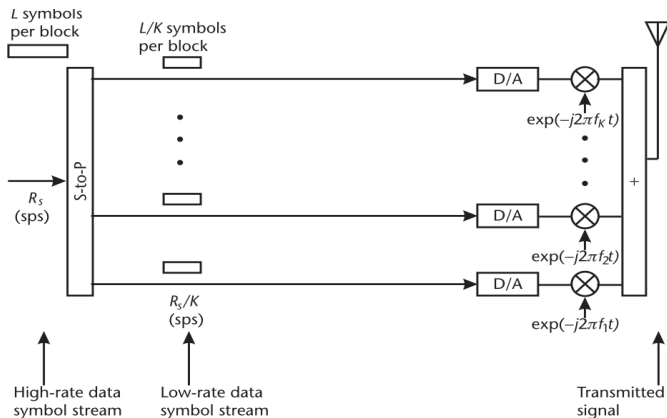 L symbols
per block
L/K symbols
per block
D/A
exp(−j2πf_K t)
S-to-P
R_s
(sps)
+
D/A
exp(−j2πf_2t)
D/A
R_s/K
(sps)
exp(−j2πf_1t)
High-rate data
symbol stream
Low-rate data
symbol stream
Transmitted
signal